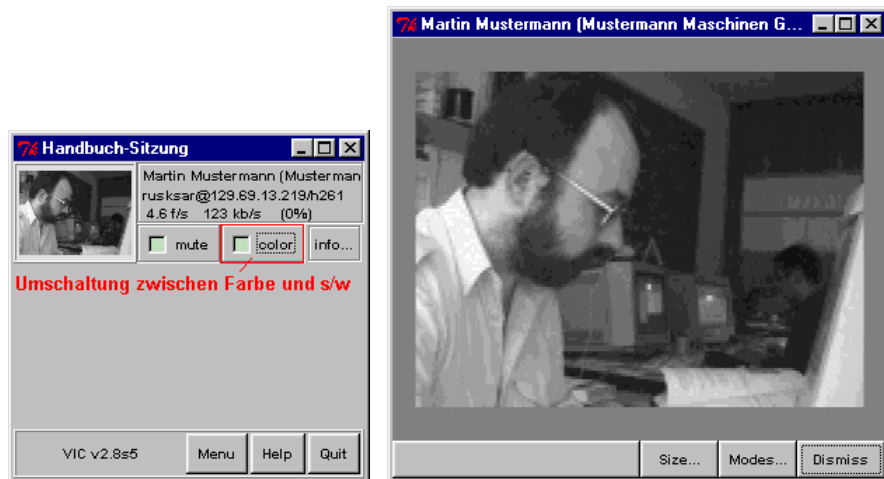 Handbuch-Sitzung
Martin Mustermann (Musterman
rusksar@129.69.13.219/h261
4.6 f/s 123 kb/s (0%)
mute color info...
Umschaltung zwischen Farbe und s/w
VIC v2.8s5 Menu Help Quit
Martin Mustermann (Mustermann Maschinen G...
Size... Modes... Dismiss